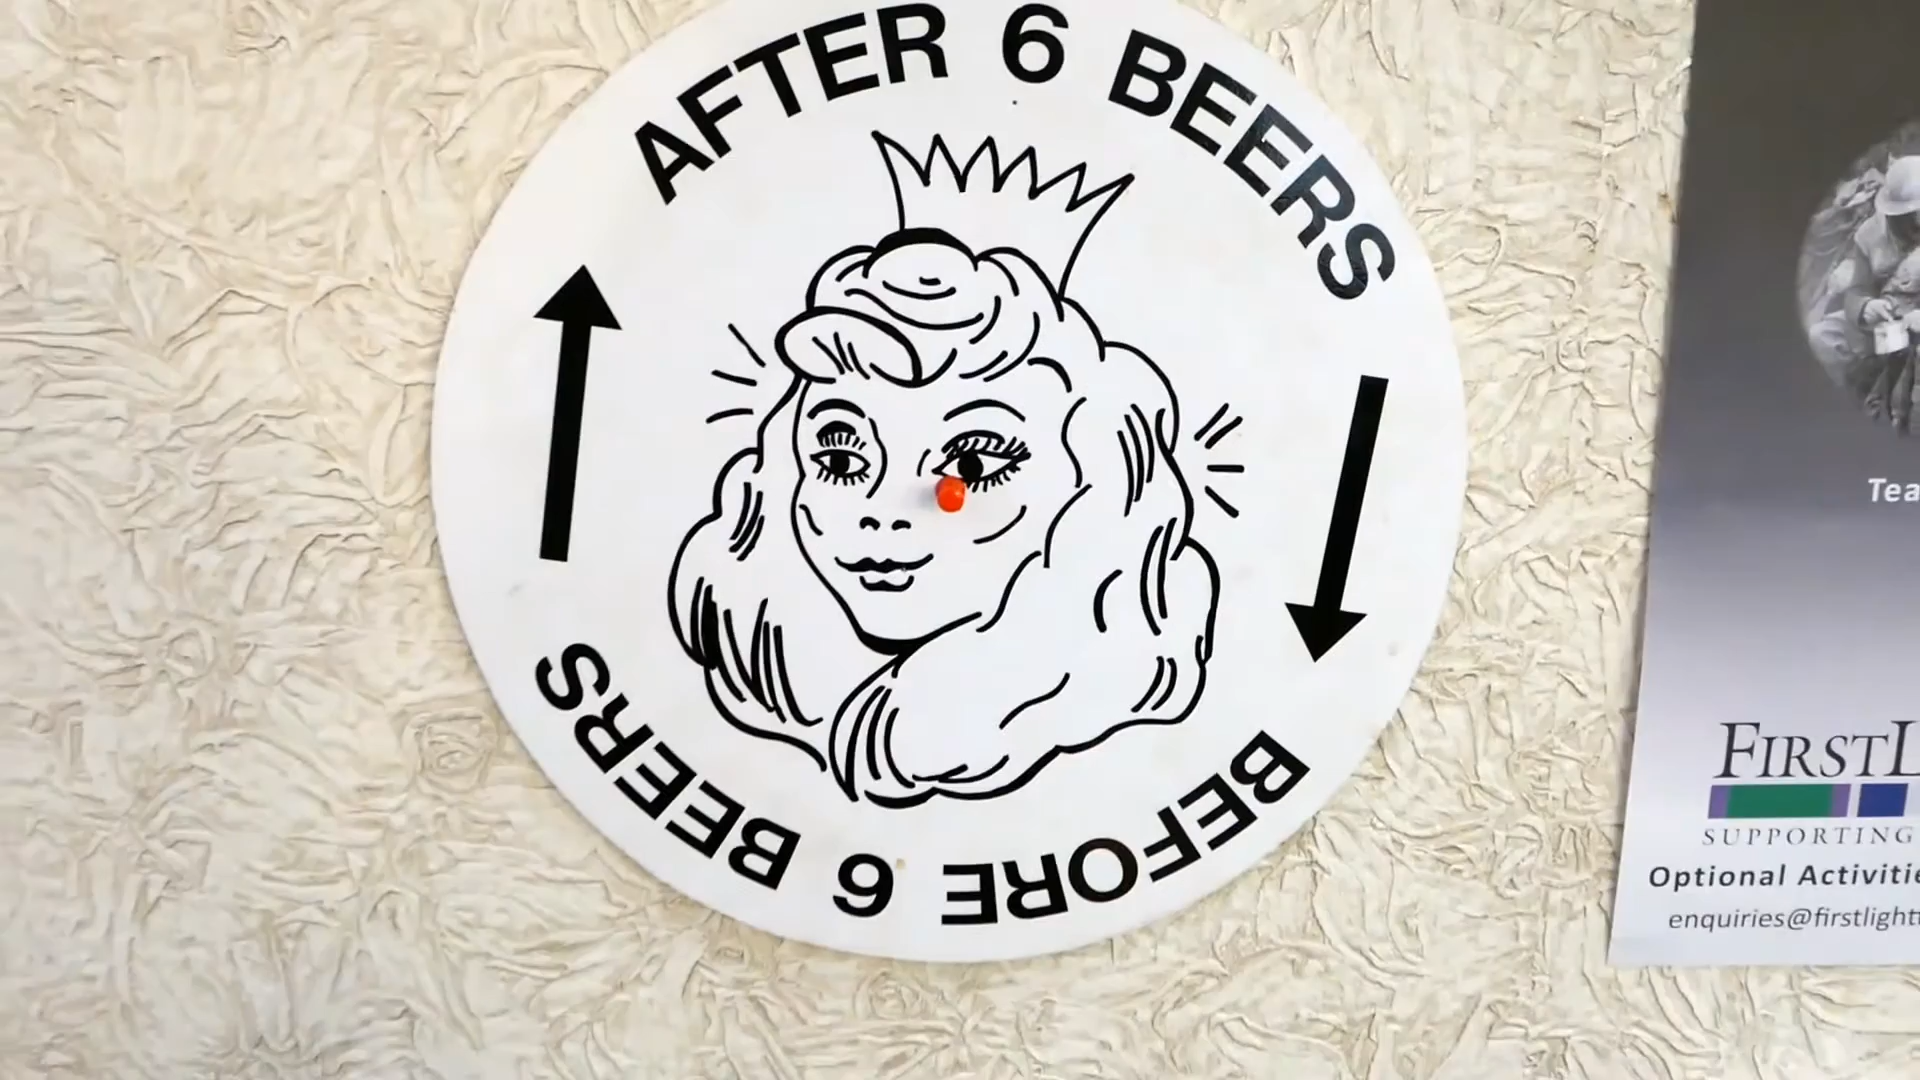 AFTER 6 BEERS
BEFORE 6 BEERS
Tea
FIRSTL
SUPPORTING
Optional Activitie
enquiries@firstlight